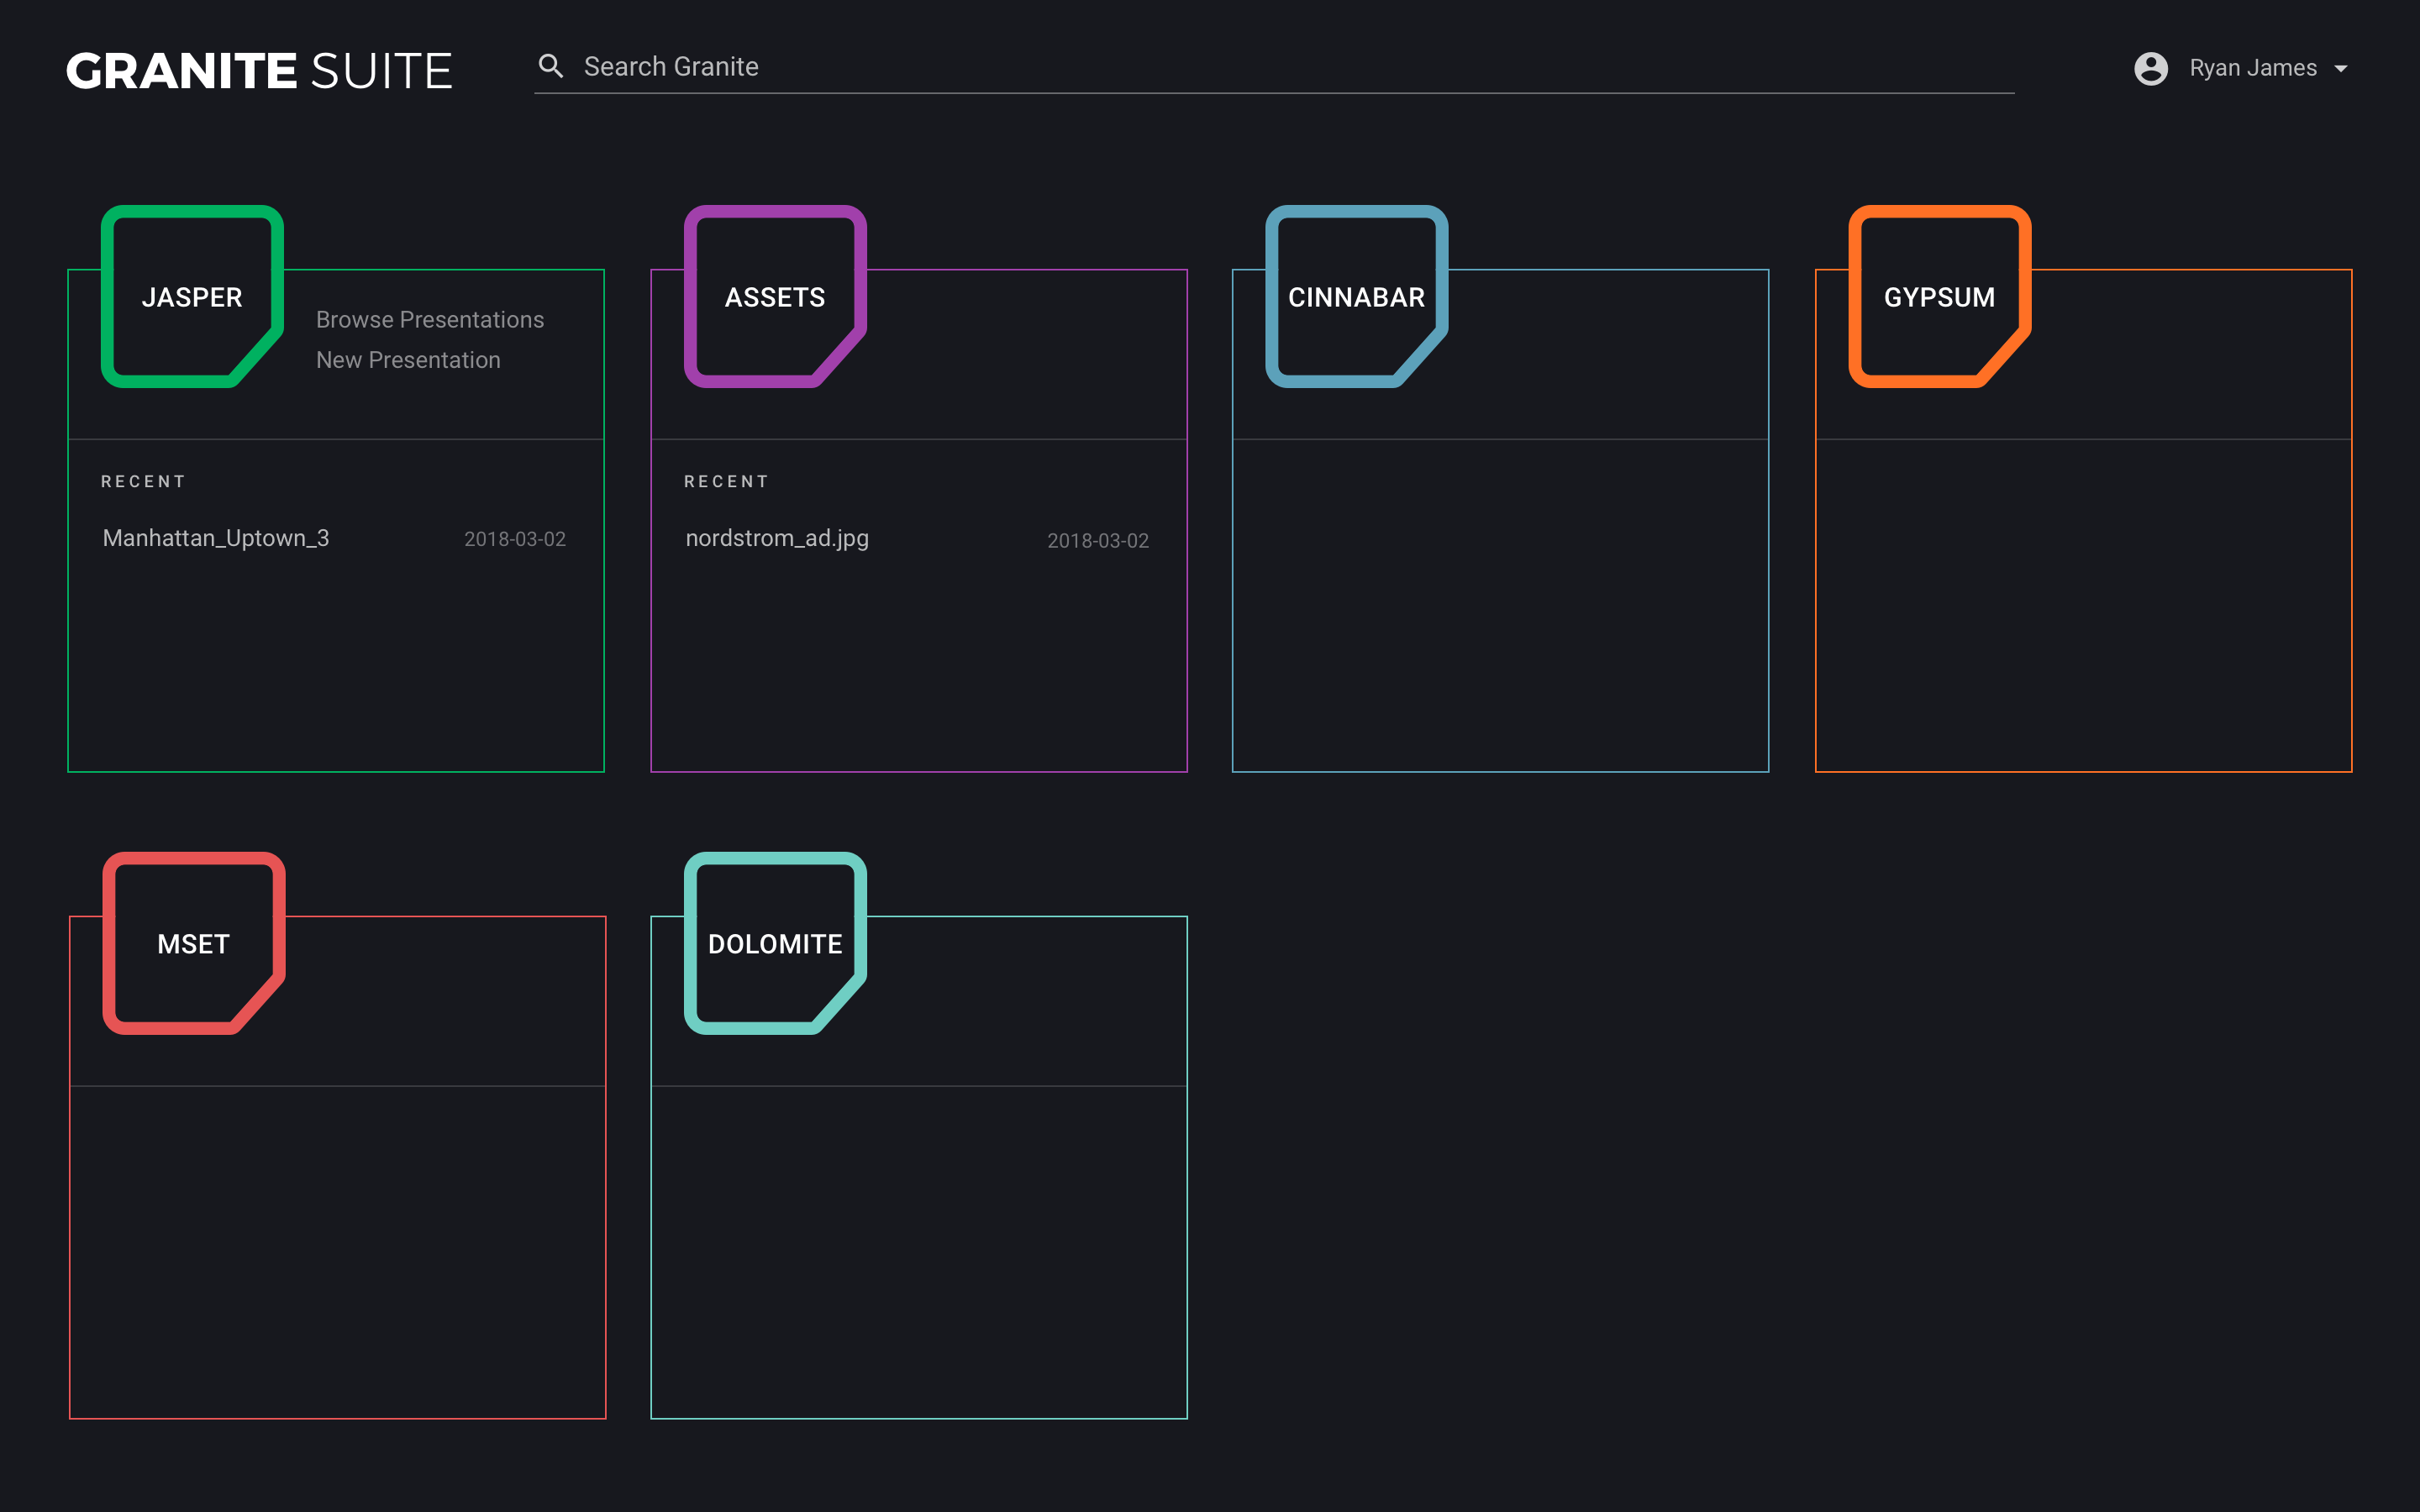 GRANITE SUITE
Search Granite
Ryan James
JASPER
Browse Presentations
New Presentation
RECENT
Manhattan_Uptown_3 2018-03-02
ASSETS
RECENT
nordstrom_ad.jpg 2018-03-02
CINNABAR
GYPSUM
MSET
DOLOMITE